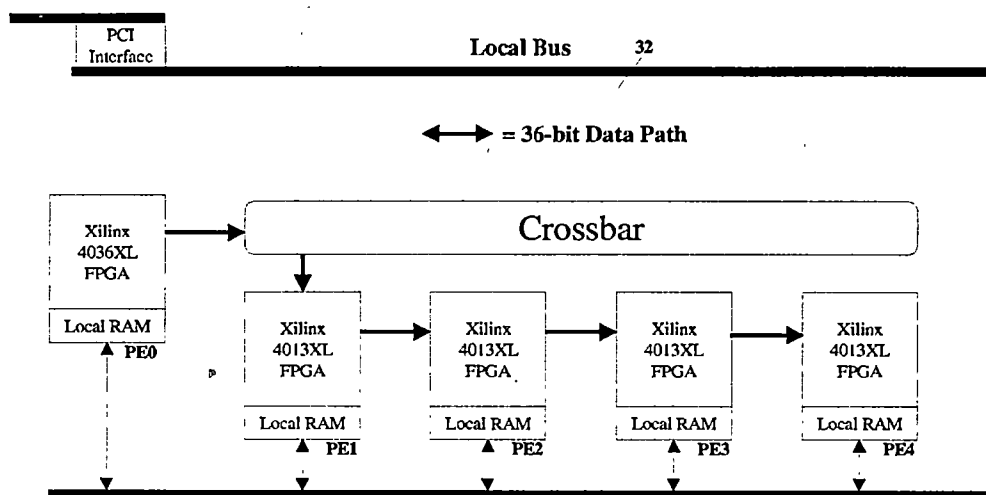 PCI
Interface
Local Bus
32
= 36-bit Data Path
Crossbar
Xilinx
4036XL
FPGA
Local RAM
PE0
Xilinx
4013XL
FPGA
Local RAM
PE1
Xilinx
4013XL
FPGA
Local RAM
PE2
Xilinx
4013XL
FPGA
Local RAM
PE3
Xilinx
4013XL
FPGA
Local RAM
PE4